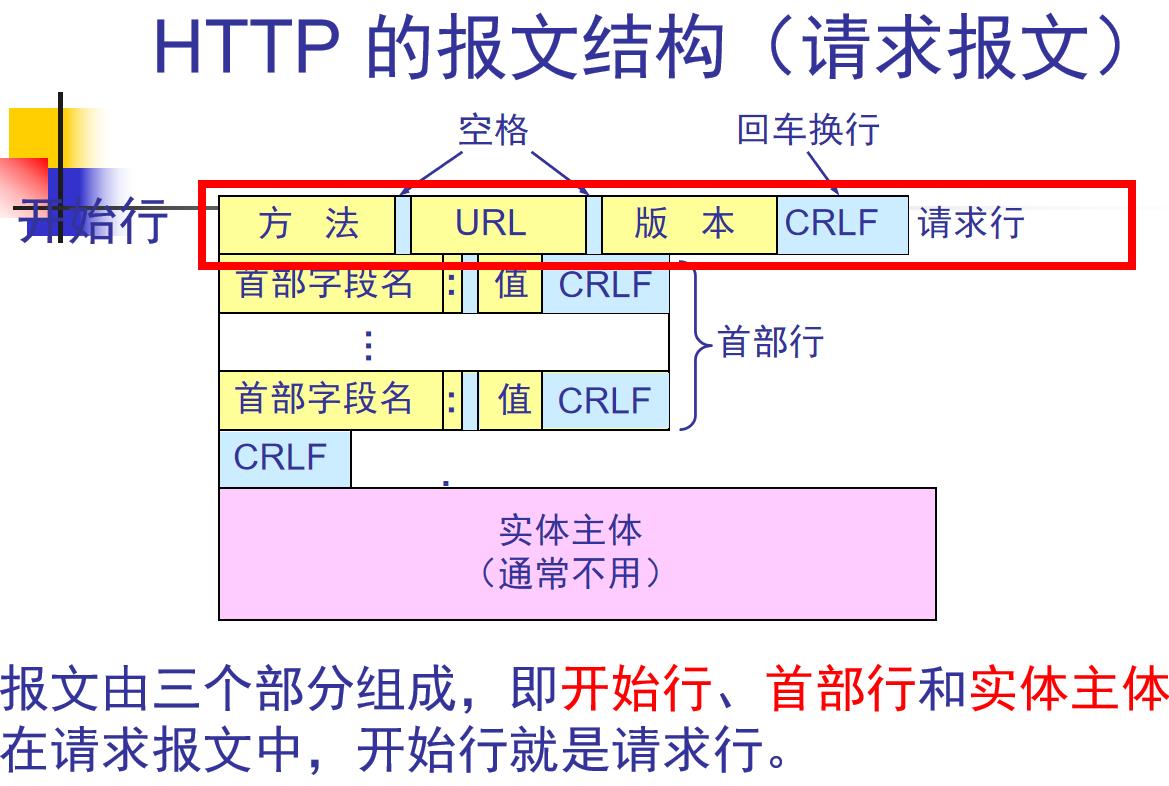 HTTP 的报文结构（请求报文）
空格 回车换行
开始行 方 法 URL 版 本 CRLF 请求行
首部字段名 : 值 CRLF
⋮ 首部行
首部字段名 : 值 CRLF
CRLF
实体主体
（通常不用）
报文由三个部分组成，即开始行、首部行和实体主体
在请求报文中，开始行就是请求行。